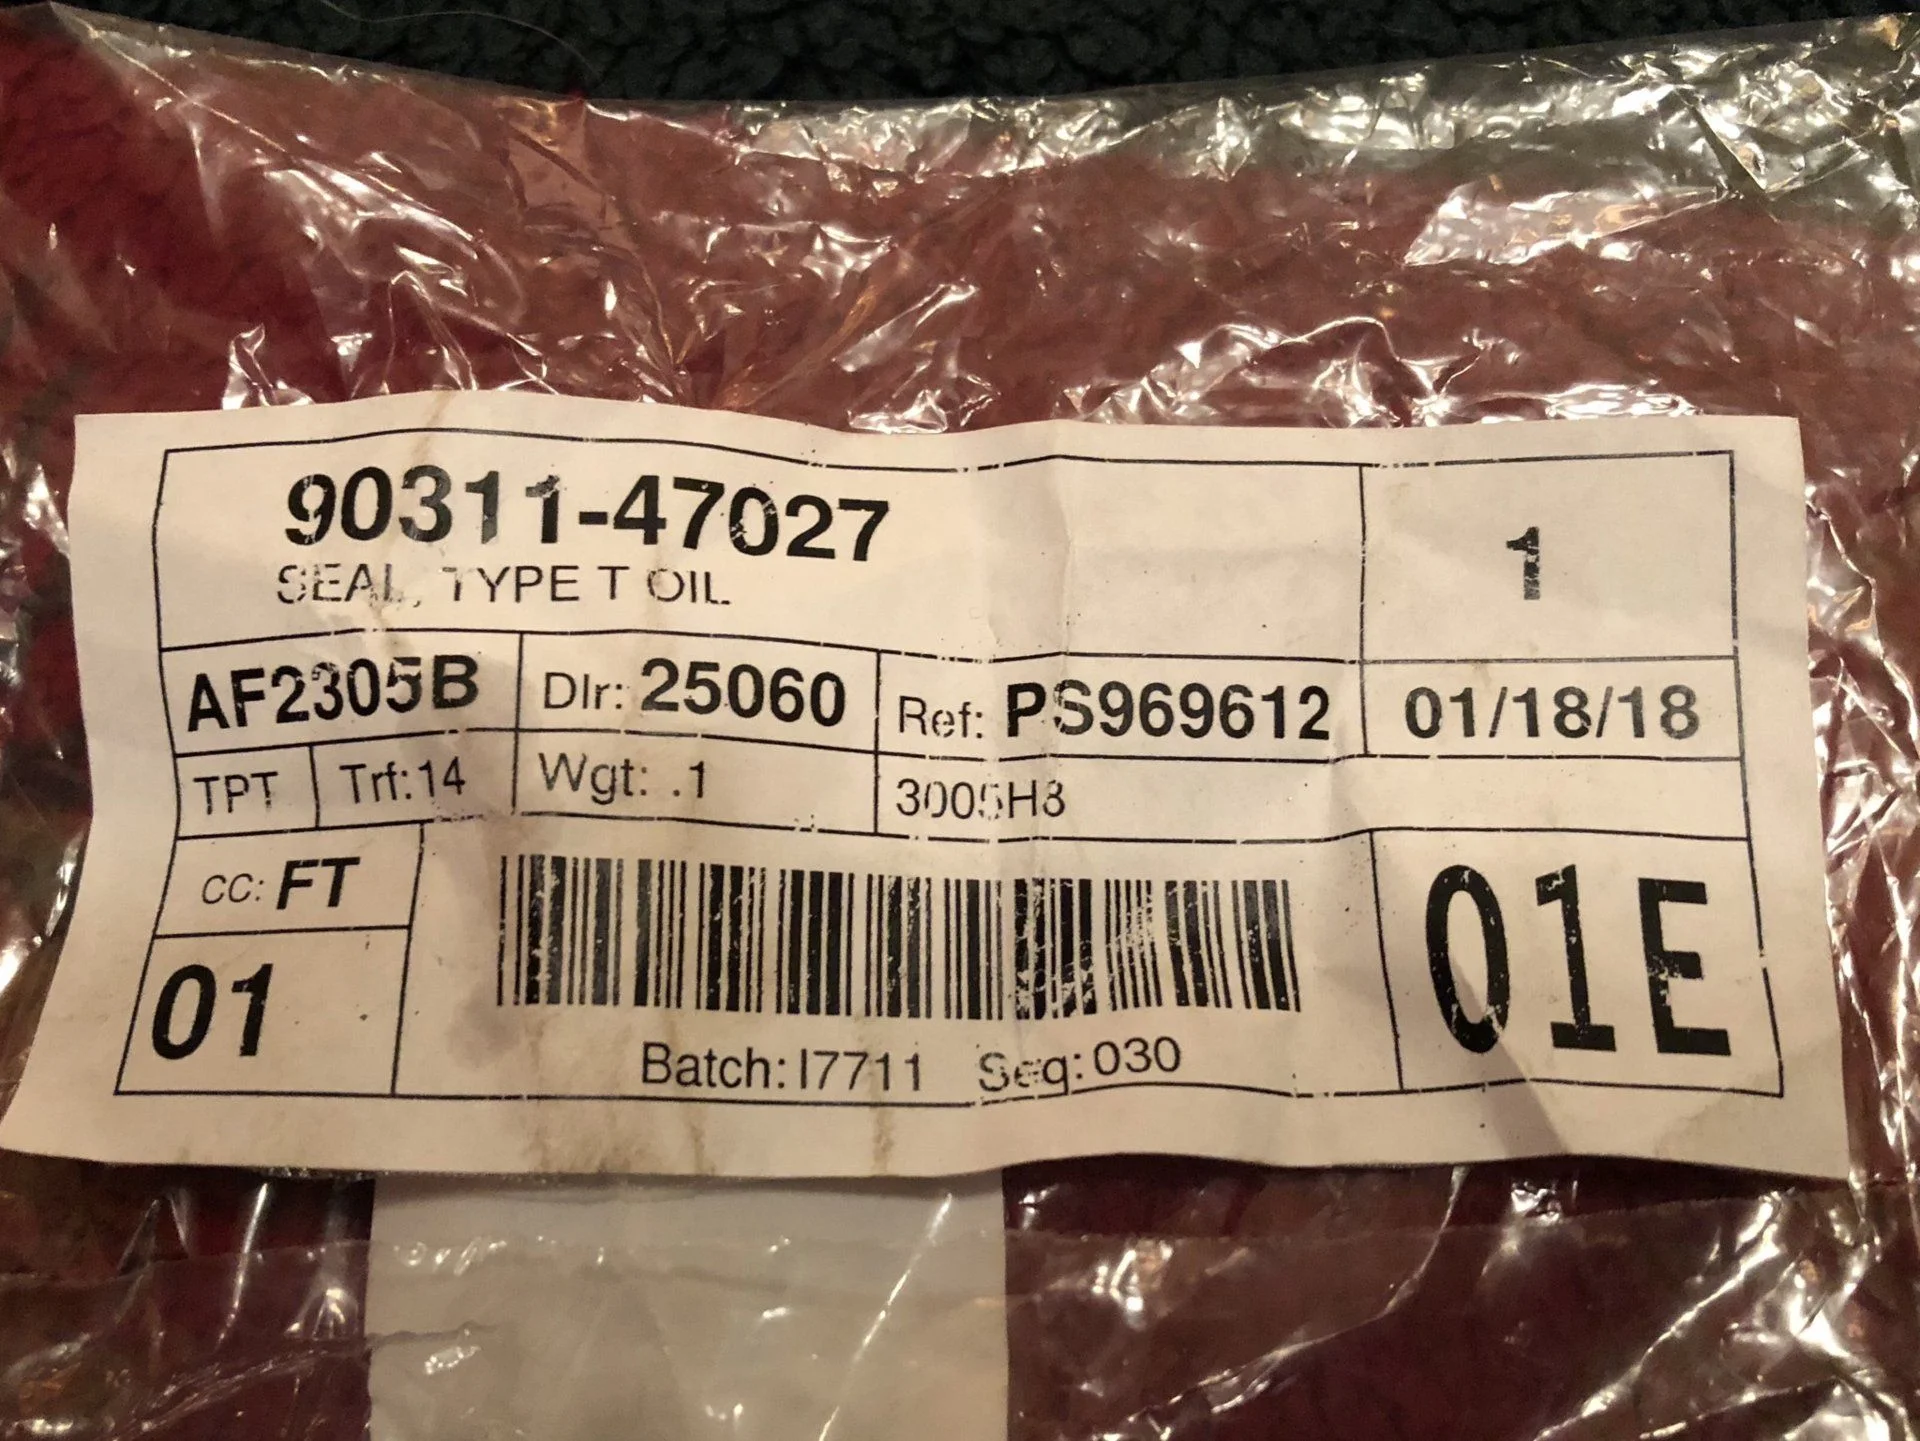 90311-47027
1
SEAL, TYPE T OIL
AF2305B
Dlr: 25060
Ref: PS969612
01/18/18
TPT
Trf:14
Wgt: .1
3005H8
CC: FT
01
Batch:I7711 Seq:030
01E